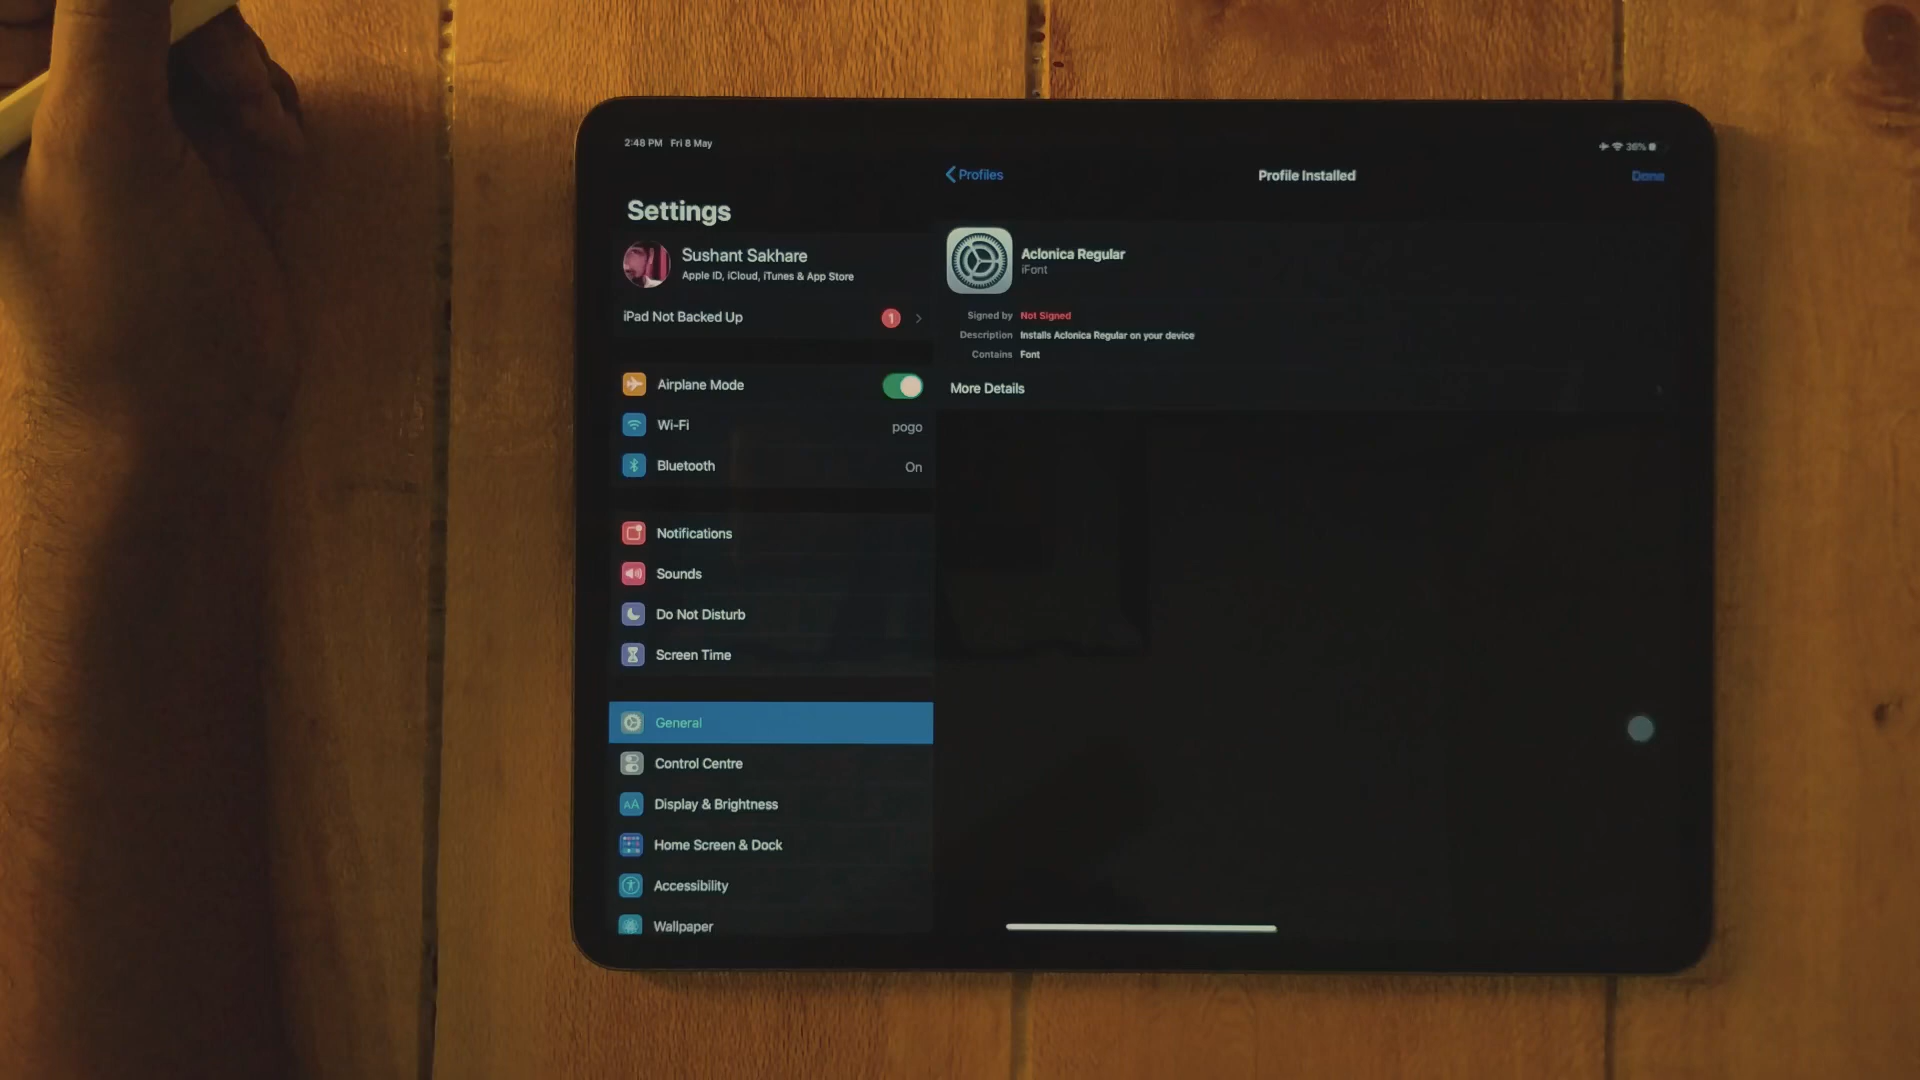 2:48 PM Fri 8 May
36%
Profiles
Profile Installed
Done
Settings
Sushant Sakhare
Apple ID, iCloud, iTunes & App Store
iPad Not Backed Up
1
Airplane Mode
Wi-Fi
pogo
Bluetooth
On
Notifications
Sounds
Do Not Disturb
Screen Time
General
Control Centre
AA
Display & Brightness
Home Screen & Dock
Accessibility
Wallpaper
Aclonica Regular
iFont
Signed by Not Signed
Description Installs Aclonica Regular on your device
Contains Font
More Details